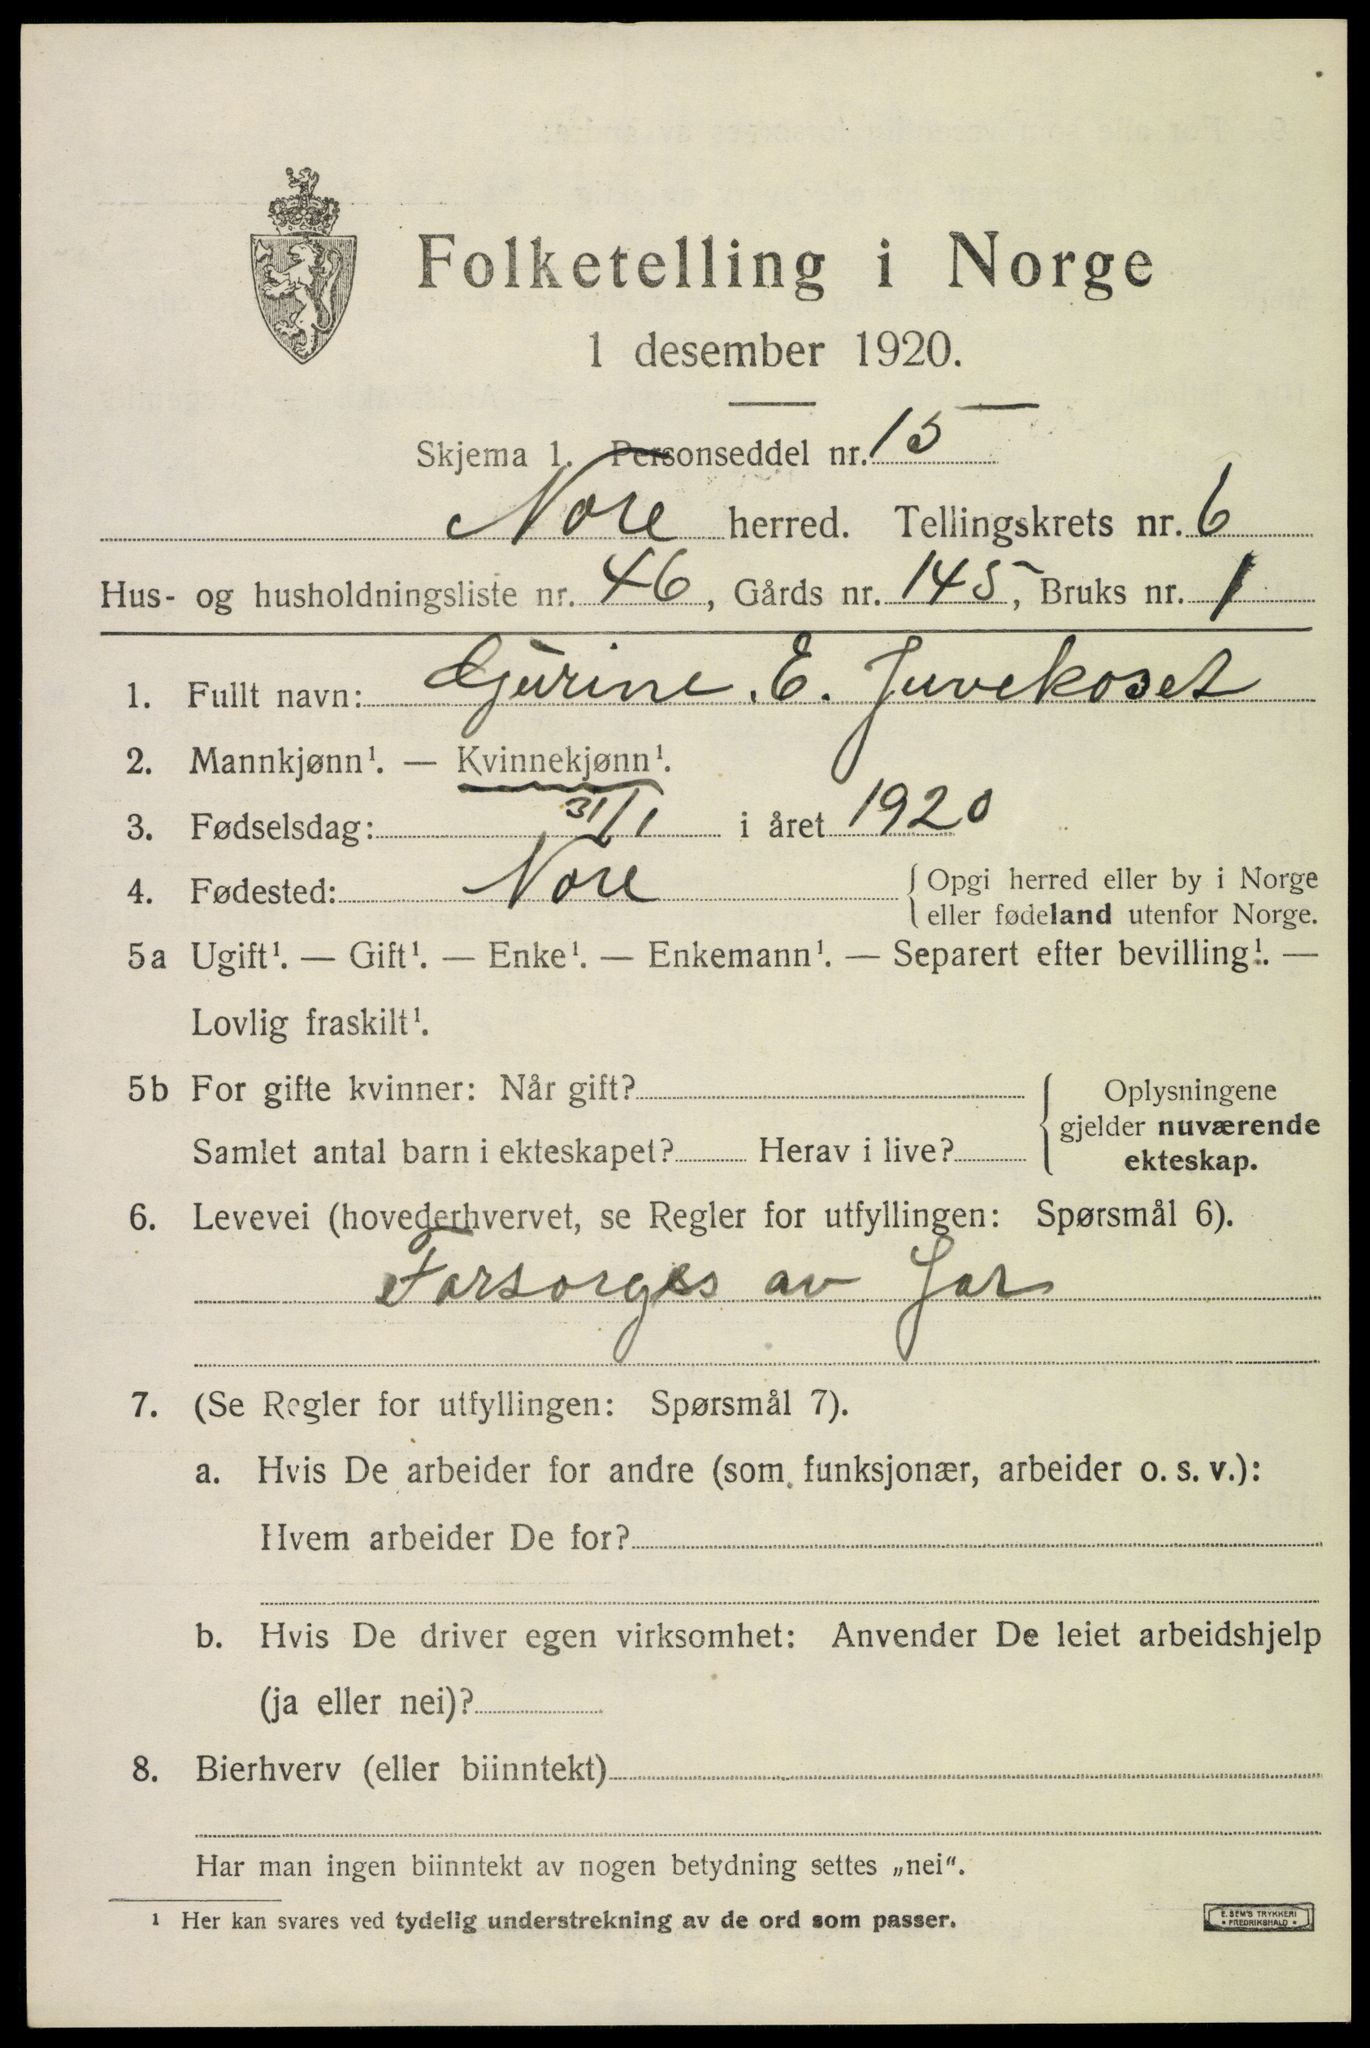 Folketelling i Norge
1 desember 1920.
Skjema 1. Personseddel nr. 15
Nore herred. Tellingskrets nr. 6
Hus- og husholdningsliste nr. 46, Gårds nr. 145, Bruks nr. 1
1. Fullt navn: Gurine. E. Juvekoset
2. Mannkjønn¹. — Kvinnekjønn¹.
3. Fødselsdag: 31/1 i året 1920
4. Fødested: Nore { Opgi herred eller by i Norge
eller fødeland utenfor Norge.
5a Ugift¹. — Gift¹. — Enke¹. — Enkemann¹. — Separert efter bevilling¹. —
Lovlig fraskilt¹.
5b For gifte kvinner: Når gift?
Samlet antal barn i ekteskapet? Herav i live?
{ Oplysningene
gjelder nuværende
ekteskap.
6. Levevei (hovederhvervet, se Regler for utfyllingen: Spørsmål 6).
Forsorges av far
7. (Se Regler for utfyllingen: Spørsmål 7).
a. Hvis De arbeider for andre (som funksjonær, arbeider o. s. v.):
Hvem arbeider De for?
b. Hvis De driver egen virksomhet: Anvender De leiet arbeidshjelp
(ja eller nei)?
8. Bierhverv (eller biinntekt)
Har man ingen biinntekt av nogen betydning settes „nei“.
¹ Her kan svares ved tydelig understrekning av de ord som passer.
E. SEM'S TRYKKERI
• FREDRIKSHALD •